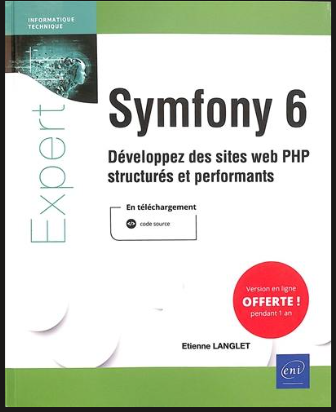 INFORMATIQUE
TECHNIQUE
Expert
Symfony 6
Développez des sites web PHP
structurés et performants
En téléchargement
</> code source
Version en ligne
OFFERTE !
pendant 1 an
Etienne LANGLET
eni